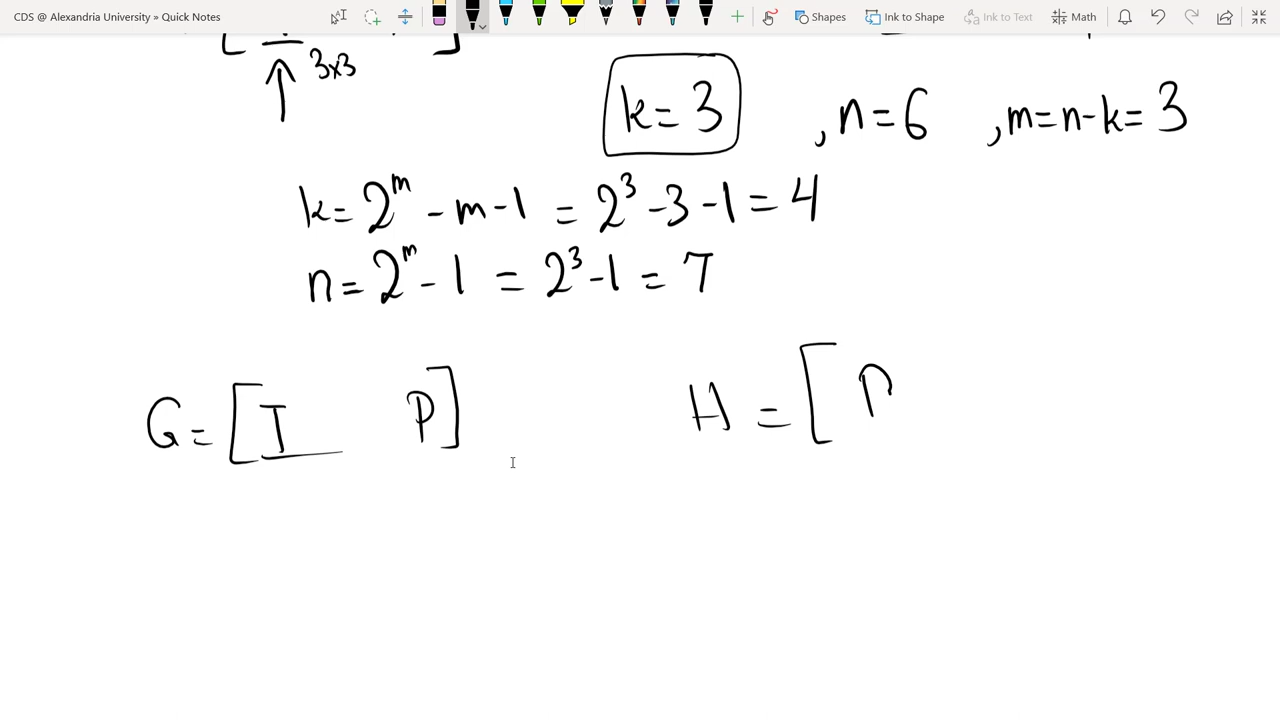 CDS @ Alexandria University » Quick Notes
Shapes Ink to Shape Ink to Text Math
3x3
k=3 , n=6 , m=n-k=3
k=2^m-m-1=2^3-3-1=4
n=2^m-1=2^3-1=7
G=[I P] H=[